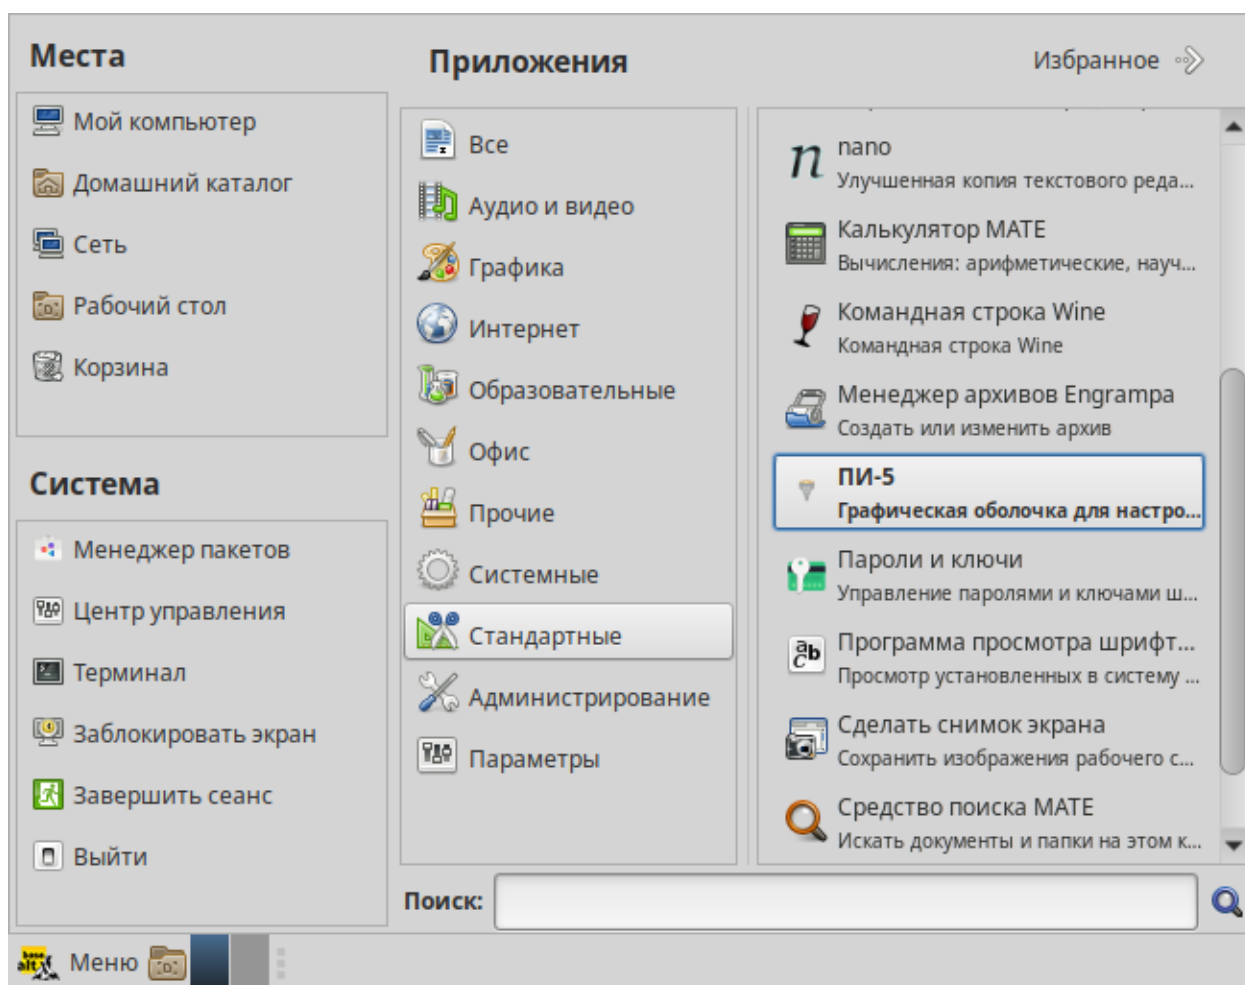 Места
Мой компьютер
Домашний каталог
Сеть
Рабочий стол
Корзина
Система
Менеджер пакетов
Центр управления
Терминал
Заблокировать экран
Завершить сеанс
Выйти
Приложения
Избранное
Все
Аудио и видео
Графика
Интернет
Образовательные
Офис
Прочие
Системные
Стандартные
Администрирование
Параметры
nano
Улучшенная копия текстового реда...
Калькулятор MATE
Вычисления: арифметические, науч...
Командная строка Wine
Командная строка Wine
Менеджер архивов Engrampa
Создать или изменить архив
ПИ-5
Графическая оболочка для настро...
Пароли и ключи
Управление паролями и ключами ш...
Программа просмотра шрифт...
Просмотр установленных в систему ...
Сделать снимок экрана
Сохранить изображения рабочего с...
Средство поиска MATE
Искать документы и папки на этом к...
Поиск:
base
alt
Меню